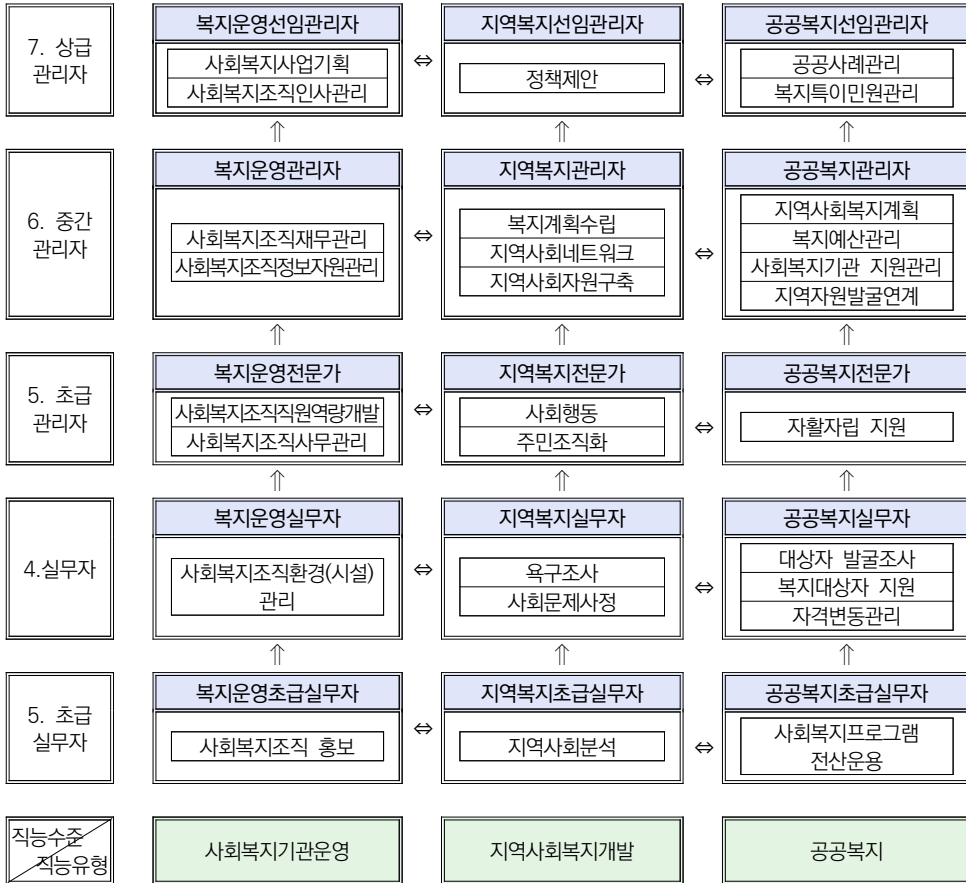 7. 상급
관리자
복지운영선임관리자
사회복지사업기획
사회복지조직인사관리
⇔
지역복지선임관리자
정책제안
⇔
공공복지선임관리자
공공사례관리
복지특이민원관리
⇑ ⇑ ⇑
6. 중간
관리자
복지운영관리자
사회복지조직재무관리
사회복지조직정보자원관리
⇔
지역복지관리자
복지계획수립
지역사회네트워크
지역사회자원구축
⇔
공공복지관리자
지역사회복지계획
복지예산관리
사회복지기관 지원관리
지역자원발굴연계
⇑ ⇑ ⇑
5. 초급
관리자
복지운영전문가
사회복지조직직원역량개발
사회복지조직사무관리
⇔
지역복지전문가
사회행동
주민조직화
⇔
공공복지전문가
자활자립 지원
⇑ ⇑ ⇑
4.실무자
복지운영실무자
사회복지조직환경(시설)
관리
⇔
지역복지실무자
욕구조사
사회문제사정
⇔
공공복지실무자
대상자 발굴조사
복지대상자 지원
자격변동관리
⇑ ⇑ ⇑
5. 초급
실무자
복지운영초급실무자
사회복지조직 홍보
⇔
지역복지초급실무자
지역사회분석
⇔
공공복지초급실무자
사회복지프로그램
전산운용
직능수준
직능유형
사회복지기관운영
지역사회복지개발
공공복지